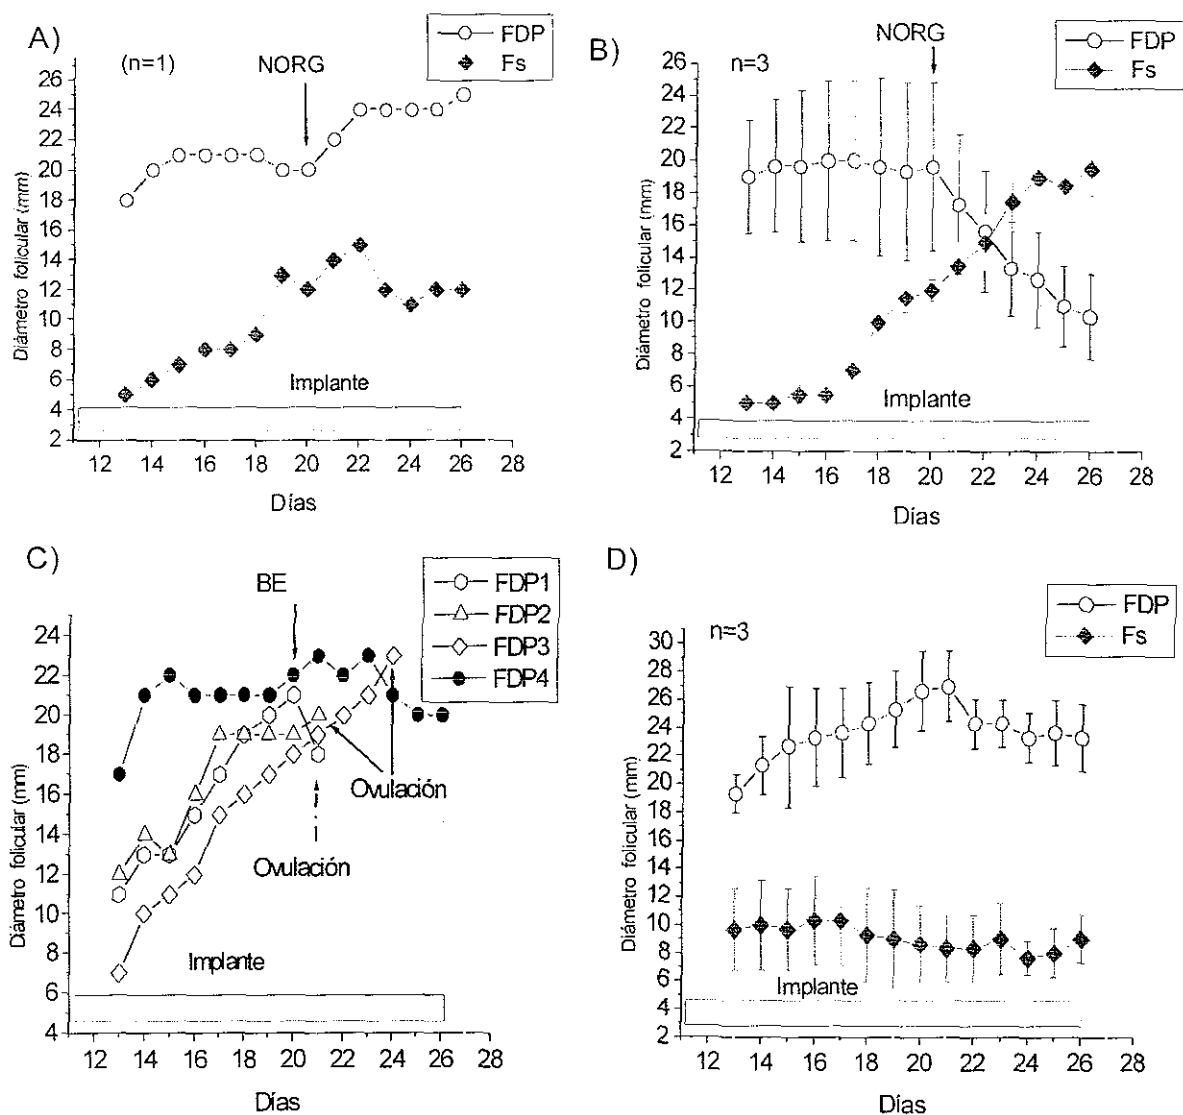 A)
(n=1)
NORG
FDP
Fs
Diámetro folicular (mm)
26
24
22
20
18
16
14
12
10
8
6
4
2
Implante
12 14 16 18 20 22 24 26 28
Días
B)
n=3
NORG
FDP
Fs
Diámetro folicular (mm)
26
24
22
20
18
16
14
12
10
8
6
4
2
Implante
12 14 16 18 20 22 24 26 28
Días
C)
BE
FDP1
FDP2
FDP3
FDP4
Diámetro folicular (mm)
24
22
20
18
16
14
12
10
8
6
4
Ovulación
Ovulación
Implante
12 14 16 18 20 22 24 26 28
Días
D)
n=3
FDP
Fs
Diámetro folicular (mm)
30
28
26
24
22
20
18
16
14
12
10
8
6
4
2
Implante
12 14 16 18 20 22 24 26 28
Días